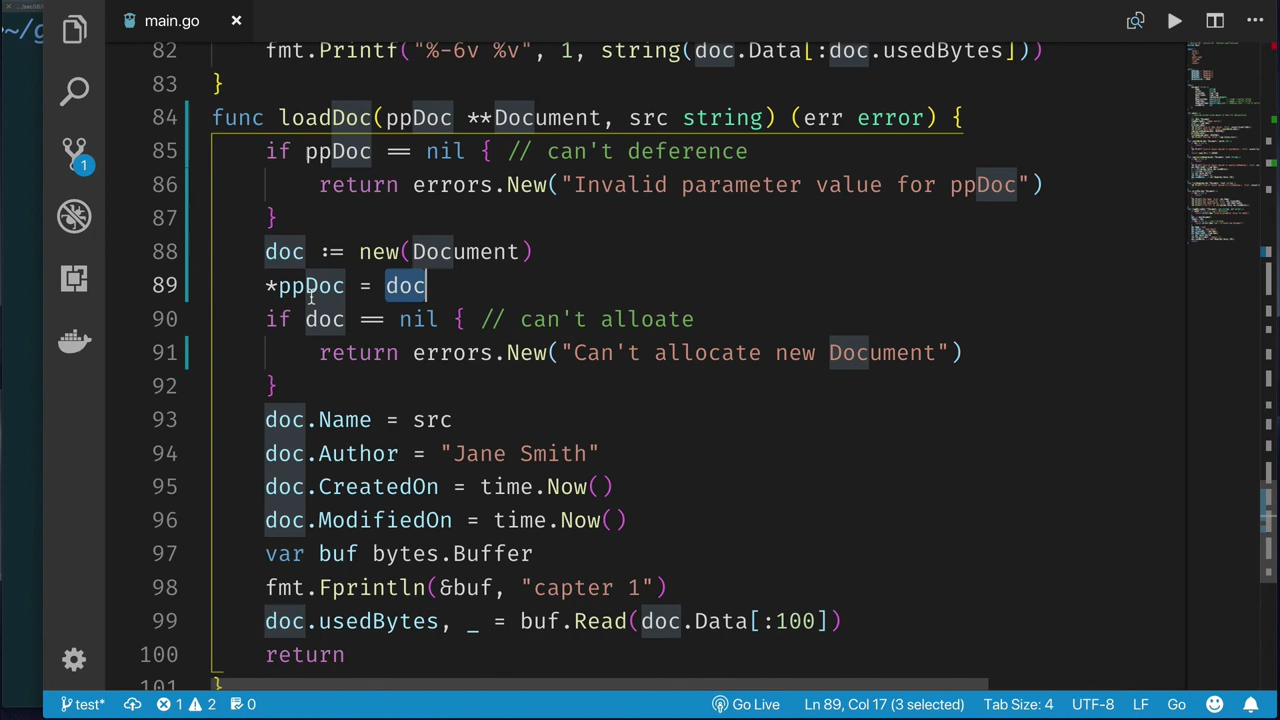 main.go
~/g
82 fmt.Printf("%-6v %v", 1, string(doc.Data[:doc.usedBytes]))
83 }
84 func loadDoc(ppDoc **Document, src string) (err error) {
85 if ppDoc == nil { // can't deference
86 return errors.New("Invalid parameter value for ppDoc")
87 }
88 doc := new(Document)
89 *ppDoc = doc
90 if doc == nil { // can't alloate
91 return errors.New("Can't allocate new Document")
92 }
93 doc.Name = src
94 doc.Author = "Jane Smith"
95 doc.CreatedOn = time.Now()
96 doc.ModifiedOn = time.Now()
97 var buf bytes.Buffer
98 fmt.Fprintln(&buf, "capter 1")
99 doc.usedBytes, _ = buf.Read(doc.Data[:100])
100 return
101 }
1
test* 1 2 0 Go Live Ln 89, Col 17 (3 selected) Tab Size: 4 UTF-8 LF Go